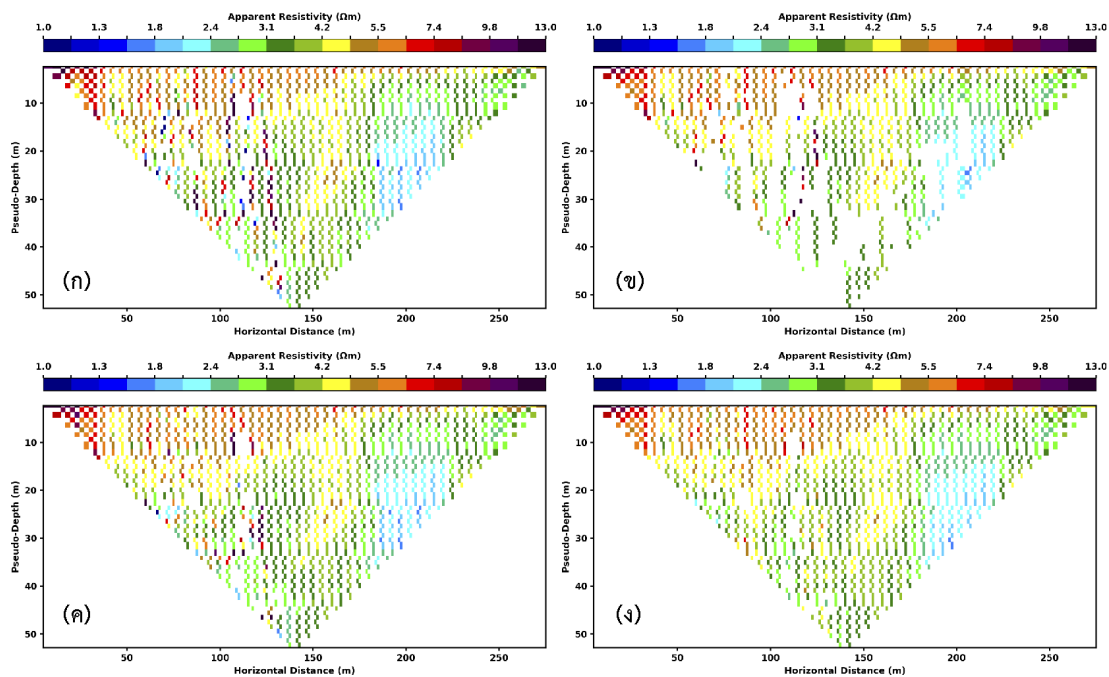 Apparent Resistivity (Ωm)
1.0 1.3 1.8 2.4 3.1 4.2 5.5 7.4 9.8 13.0
Pseudo-Depth (m)
10
20
30
40
50
(ก)
50 100 150 200 250
Horizontal Distance (m)
Apparent Resistivity (Ωm)
1.0 1.3 1.8 2.4 3.1 4.2 5.5 7.4 9.8 13.0
Pseudo-Depth (m)
10
20
30
40
50
(ข)
50 100 150 200 250
Horizontal Distance (m)
Apparent Resistivity (Ωm)
1.0 1.3 1.8 2.4 3.1 4.2 5.5 7.4 9.8 13.0
Pseudo-Depth (m)
10
20
30
40
50
(ค)
50 100 150 200 250
Horizontal Distance (m)
Apparent Resistivity (Ωm)
1.0 1.3 1.8 2.4 3.1 4.2 5.5 7.4 9.8 13.0
Pseudo-Depth (m)
10
20
30
40
50
(ง)
50 100 150 200 250
Horizontal Distance (m)